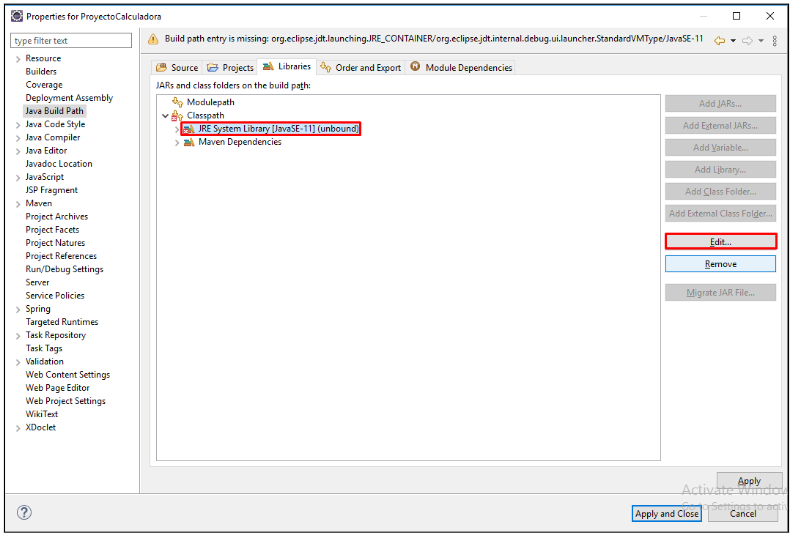 Properties for ProyectoCalculadora
type filter text
Build path entry is missing: org.eclipse.jdt.launching.JRE_CONTAINER/org.eclipse.jdt.internal.debug.ui.launcher.StandardVMType/JavaSE-11
Resource
Builders
Coverage
Deployment Assembly
Java Build Path
Java Code Style
Java Compiler
Java Editor
Javadoc Location
JavaScript
JSP Fragment
Maven
Project Archives
Project Facets
Project Natures
Project References
Run/Debug Settings
Server
Service Policies
Spring
Targeted Runtimes
Task Repository
Task Tags
Validation
Web Content Settings
Web Page Editor
Web Project Settings
WikiText
XDoclet
Source Projects Libraries Order and Export Module Dependencies
JARs and class folders on the build path:
Modulepath
Classpath
JRE System Library [JavaSE-11] (unbound)
Maven Dependencies
Add JARs...
Add External JARs...
Add Variable...
Add Library...
Add Class Folder...
Add External Class Folder...
Edit...
Remove
Migrate JAR File...
Apply
Activate Window
Go to Settings to acti
Apply and Close Cancel